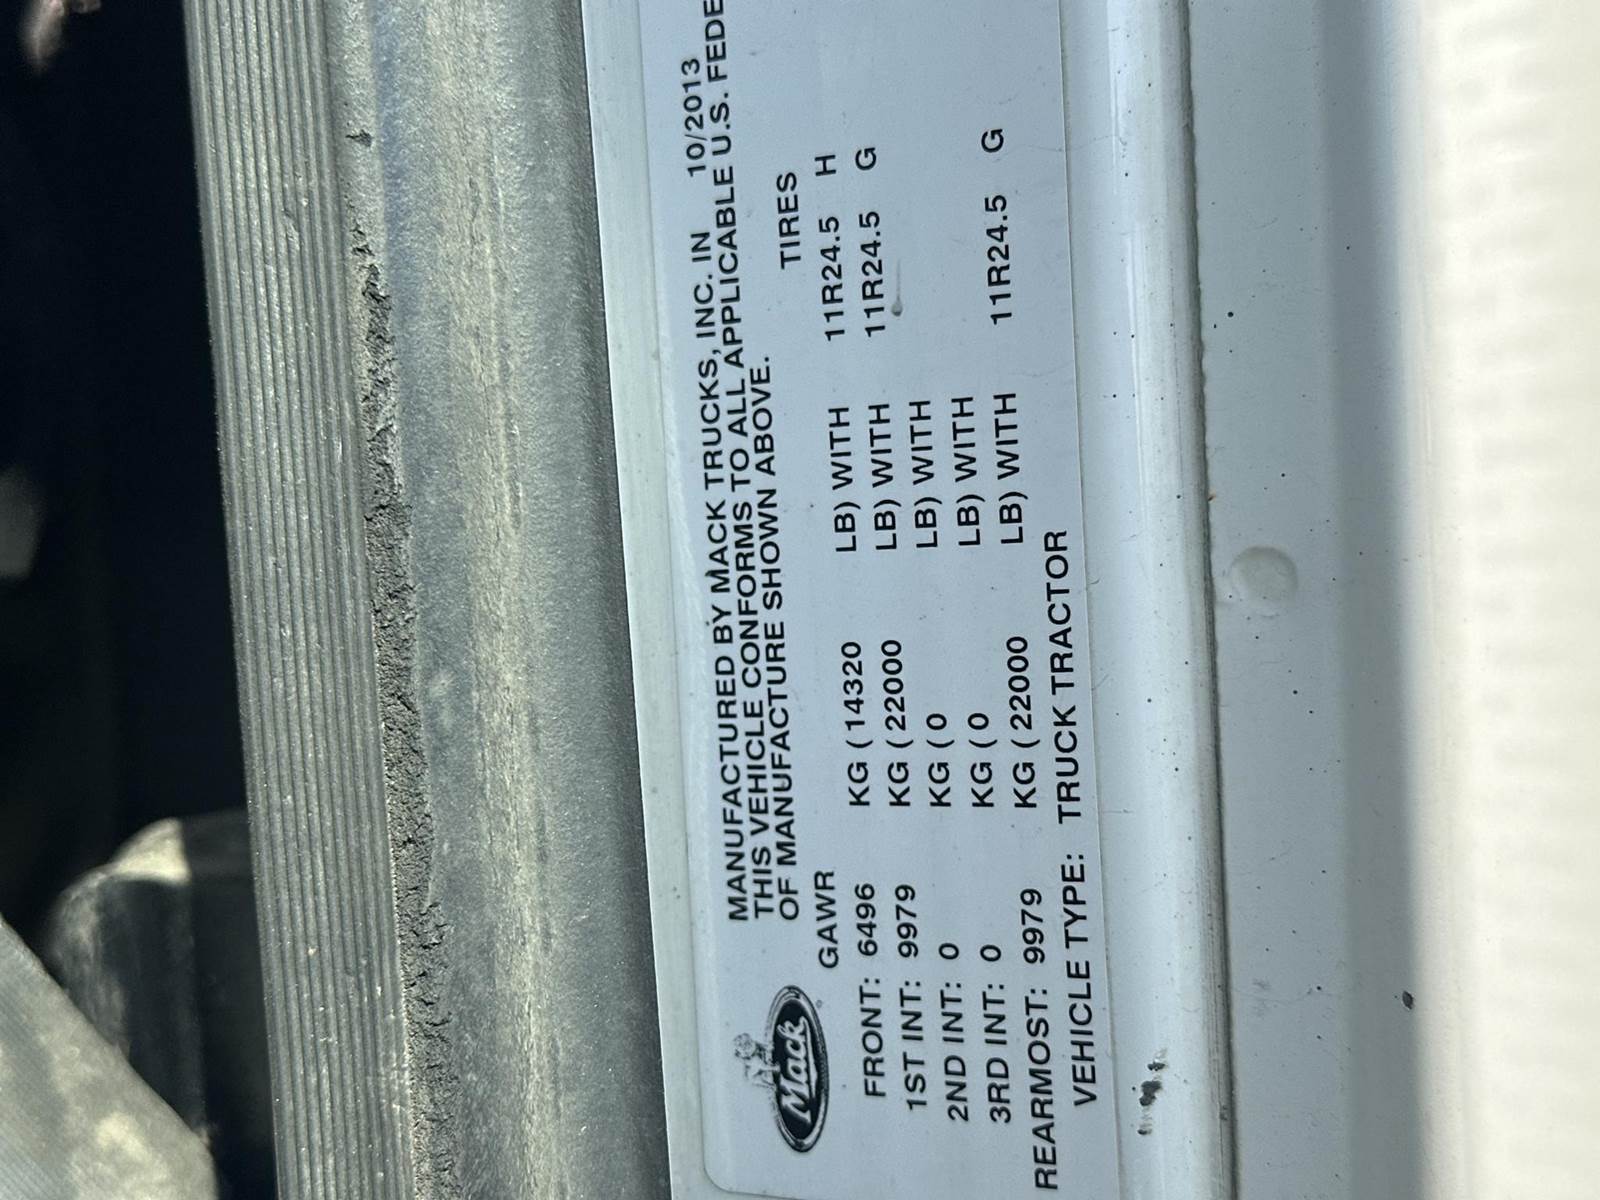 MANUFACTURED BY MACK TRUCKS, INC. IN 10/2013
THIS VEHICLE CONFORMS TO ALL APPLICABLE U.S. FEDE
OF MANUFACTURE SHOWN ABOVE.
Mack
GAWR TIRES
FRONT: 6496 KG (14320 LB) WITH 11R24.5 H
1ST INT: 9979 KG (22000 LB) WITH 11R24.5 G
2ND INT: 0 KG (0 LB) WITH
3RD INT: 0 KG (0 LB) WITH
REARMOST: 9979 KG (22000 LB) WITH 11R24.5 G
VEHICLE TYPE: TRUCK TRACTOR